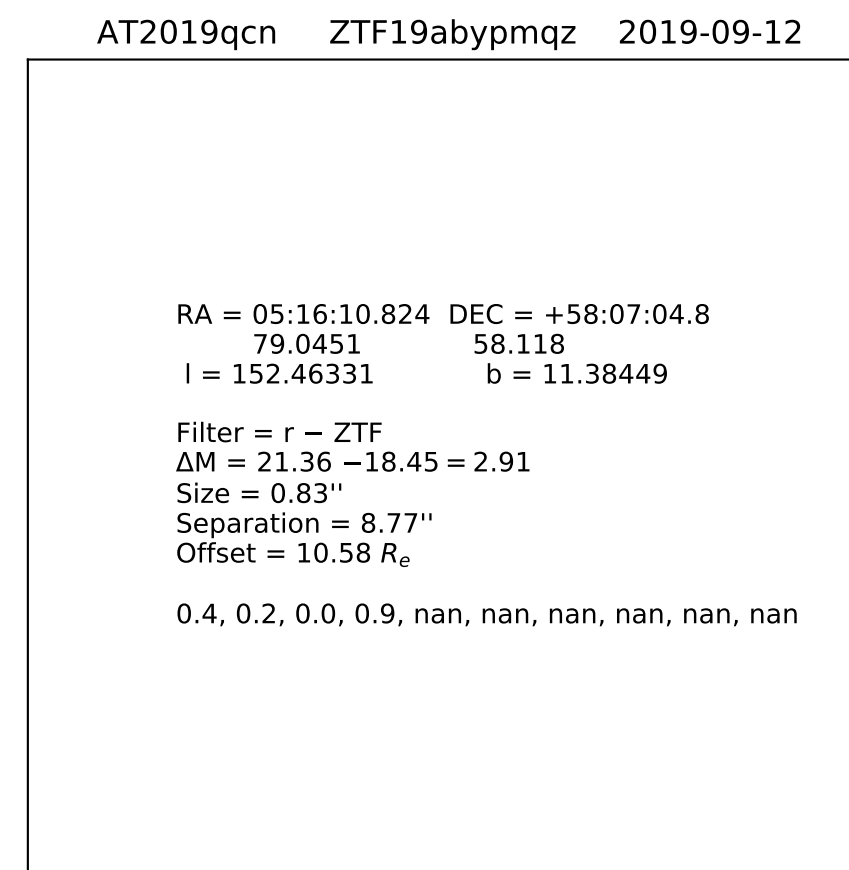 AT2019qcn ZTF19abypmqz 2019-09-12
RA = 05:16:10.824 DEC = +58:07:04.8
79.0451 58.118
l = 152.46331 b = 11.38449
Filter = r − ZTF
ΔM = 21.36 −18.45 = 2.91
Size = 0.83''
Separation = 8.77''
Offset = 10.58 Rₑ
0.4, 0.2, 0.0, 0.9, nan, nan, nan, nan, nan, nan